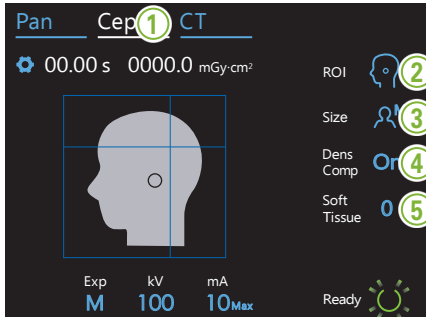 Pan Cep 1 CT
00.00 s 0000.0 mGy·cm²
ROI 2
Size M 3
Dens Comp On 4
Soft Tissue 0 5
Exp kV mA
M 100 10Max
Ready